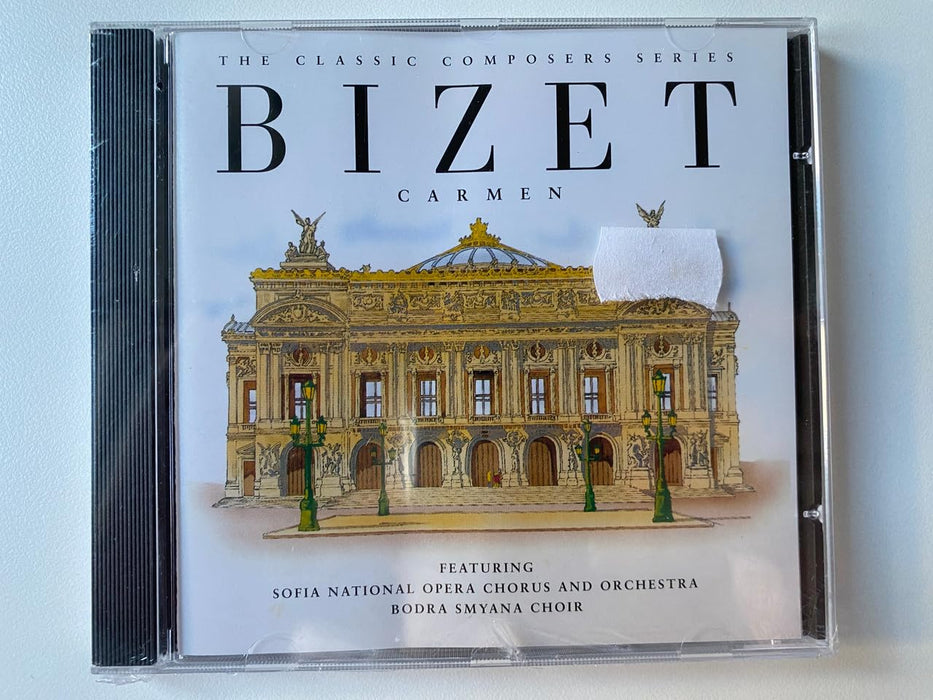 THE CLASSIC COMPOSERS SERIES
BIZET
CARMEN
FEATURING
SOFIA NATIONAL OPERA CHORUS AND ORCHESTRA
BODRA SMYANA CHOIR